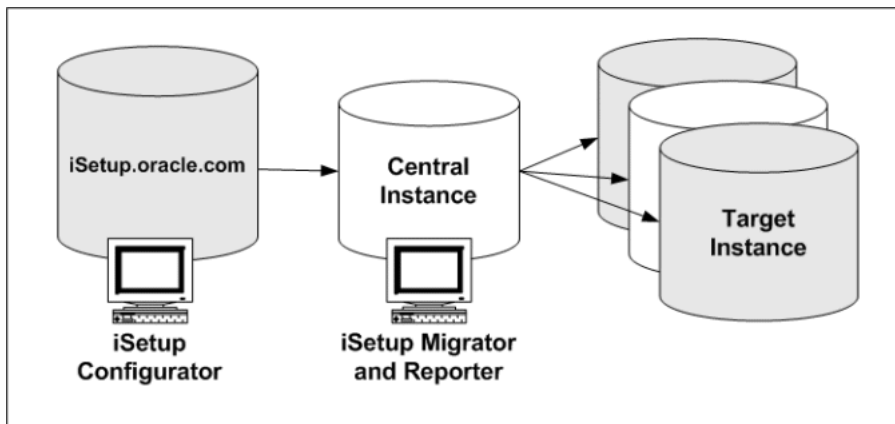 iSetup.oracle.com
Central
Instance
Target
Instance
iSetup
Configurator
iSetup Migrator
and Reporter